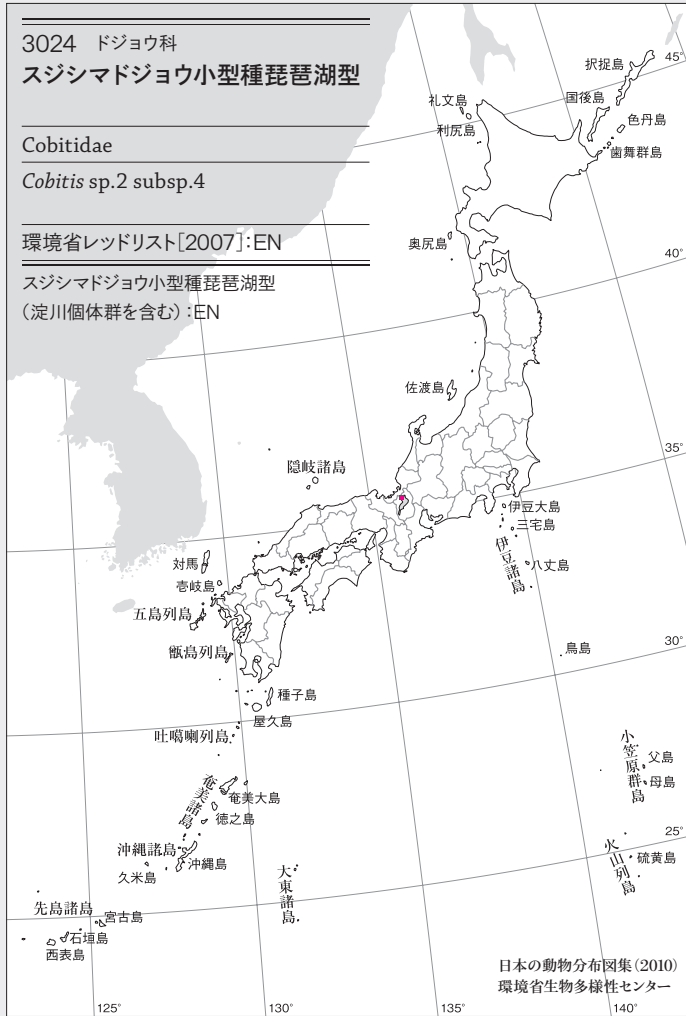 3024 ドジョウ科
スジシマドジョウ小型種琵琶湖型
Cobitidae
Cobitis sp.2 subsp.4
環境省レッドリスト[2007]:EN
スジシマドジョウ小型種琵琶湖型
(淀川個体群を含む):EN
択捉島
45°
国後島
礼文島
色丹島
利尻島
歯舞群島
奥尻島
40°
佐渡島
35°
隠岐諸島
伊豆大島
三宅島
伊豆諸島
八丈島
対馬
壱岐島
五島列島
甑島列島
鳥島
30°
種子島
屋久島
吐噶喇列島
小笠原群島
父島
母島
奄美諸島
奄美大島
徳之島
25°
沖縄諸島
沖縄島
久米島
火山列島
硫黄島
大東諸島
先島諸島
宮古島
石垣島
西表島
日本の動物分布図集(2010)
環境省生物多様性センター
125°
130°
135°
140°